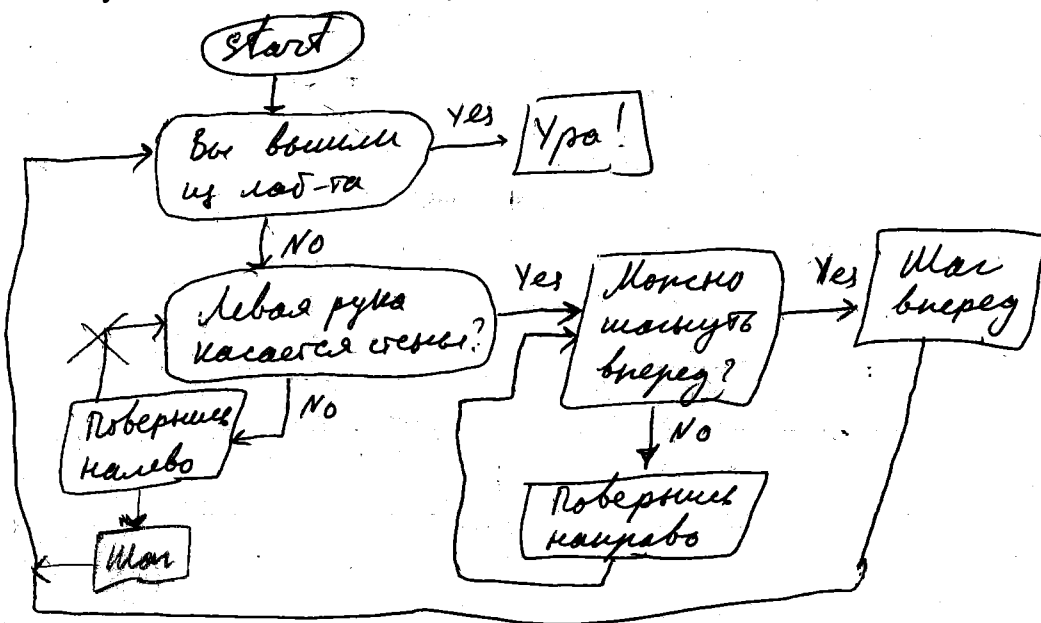 start
Вы вышли
из лаб-та
Yes
Ура!
NO
Левая рука
касается стены?
Yes
Можно
шагнуть
вперед?
Yes
Шаг
вперед
NO
Повернись
налево
Шаг
NO
Повернись
направо